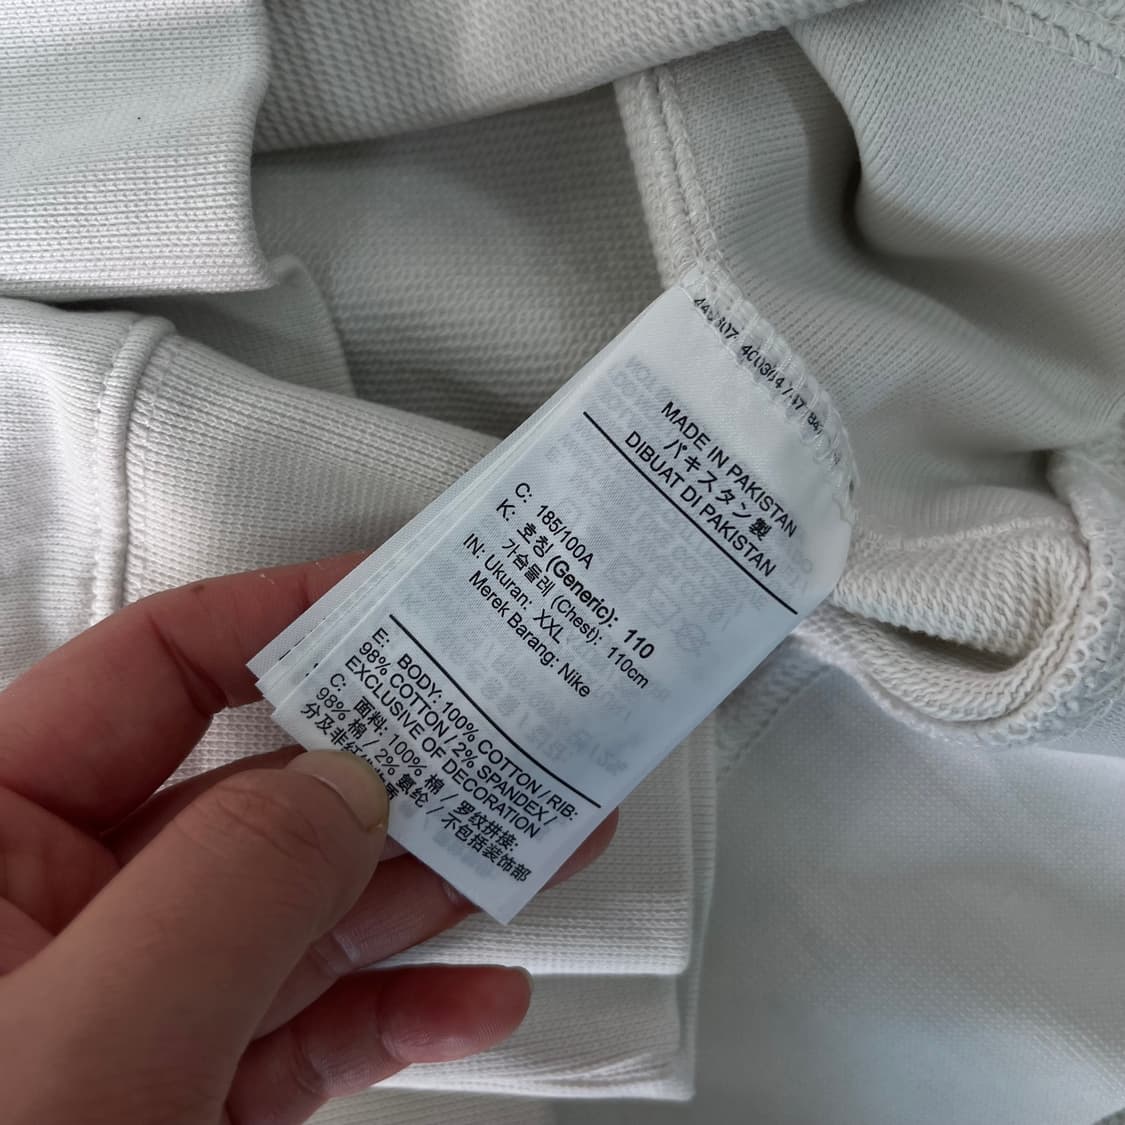 MADE IN PAKISTAN
パキスタン製
DIBUAT DI PAKISTAN
C: 185/100A
K: 호칭 (Generic): 110
가슴둘레 (Chest): 110cm
IN: Ukuran: XXL
Merek Barang: Nike
E: BODY: 100% COTTON / RIB:
98% COTTON / 2% SPANDEX /
EXCLUSIVE OF DECORATION
C: 面料: 100% 棉 / 罗纹拼接:
98% 棉 / 2% 氨纶 / 不包括装饰部
分及非